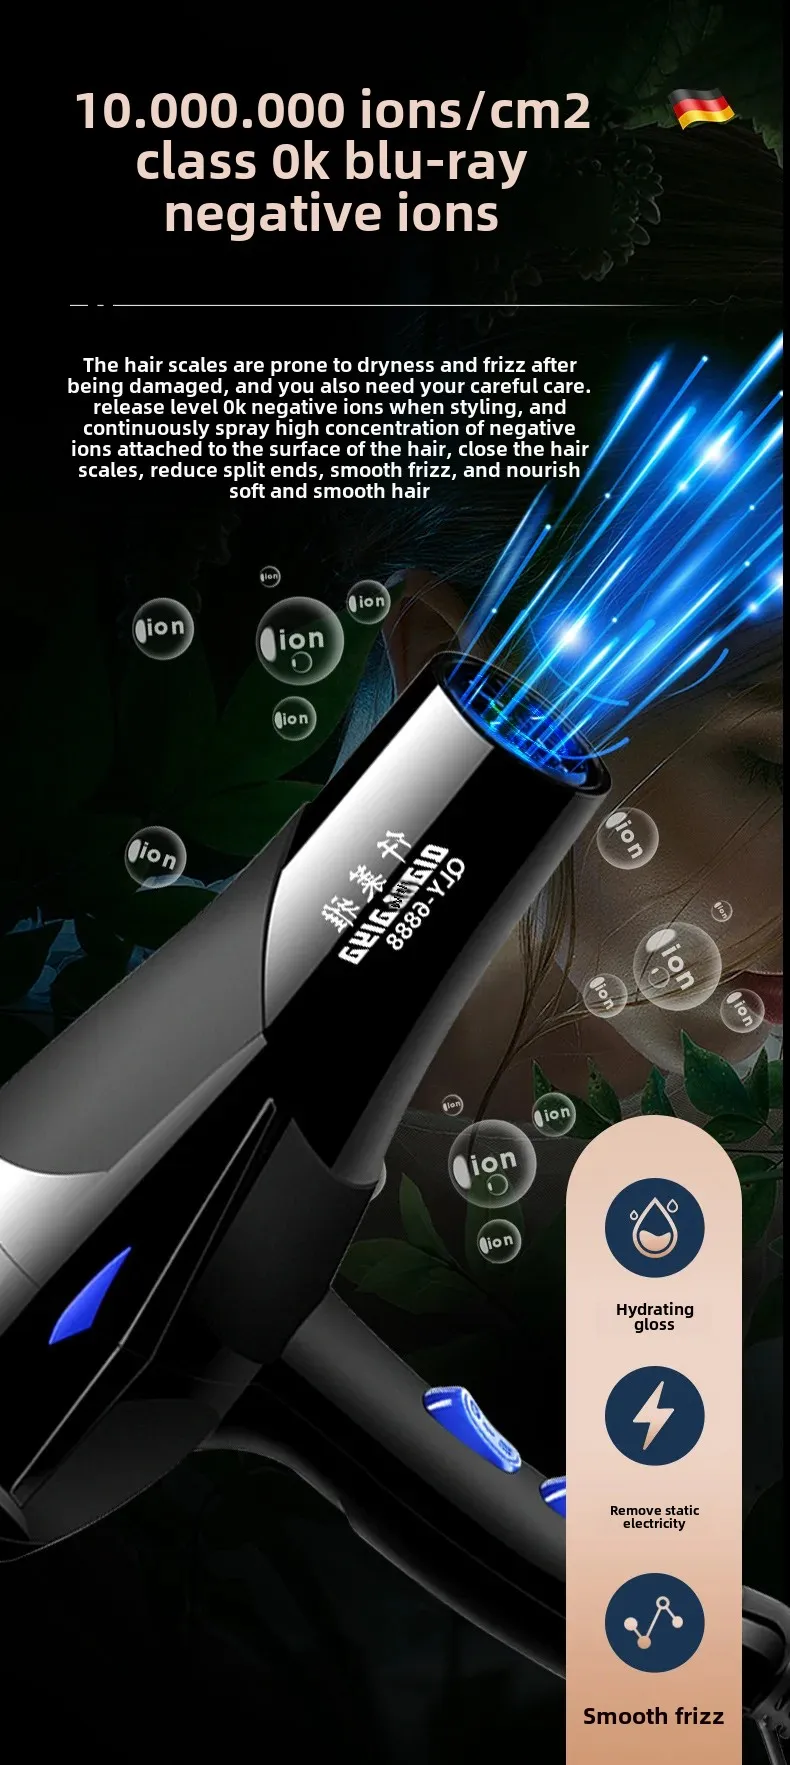 10.000.000 ions/cm2
class 0k blu-ray
negative ions
The hair scales are prone to dryness and frizz after
being damaged, and you also need your careful care.
release level 0k negative ions when styling, and
continuously spray high concentration of negative
ions attached to the surface of the hair, close the hair
scales, reduce split ends, smooth frizz, and nourish
soft and smooth hair
ion
ion
ion
ion
ion
ion
ion
QLY-6888
ion
ion
ion
ion
ion
ion
ion
ion
Hydrating
gloss
Remove static
electricity
Smooth frizz